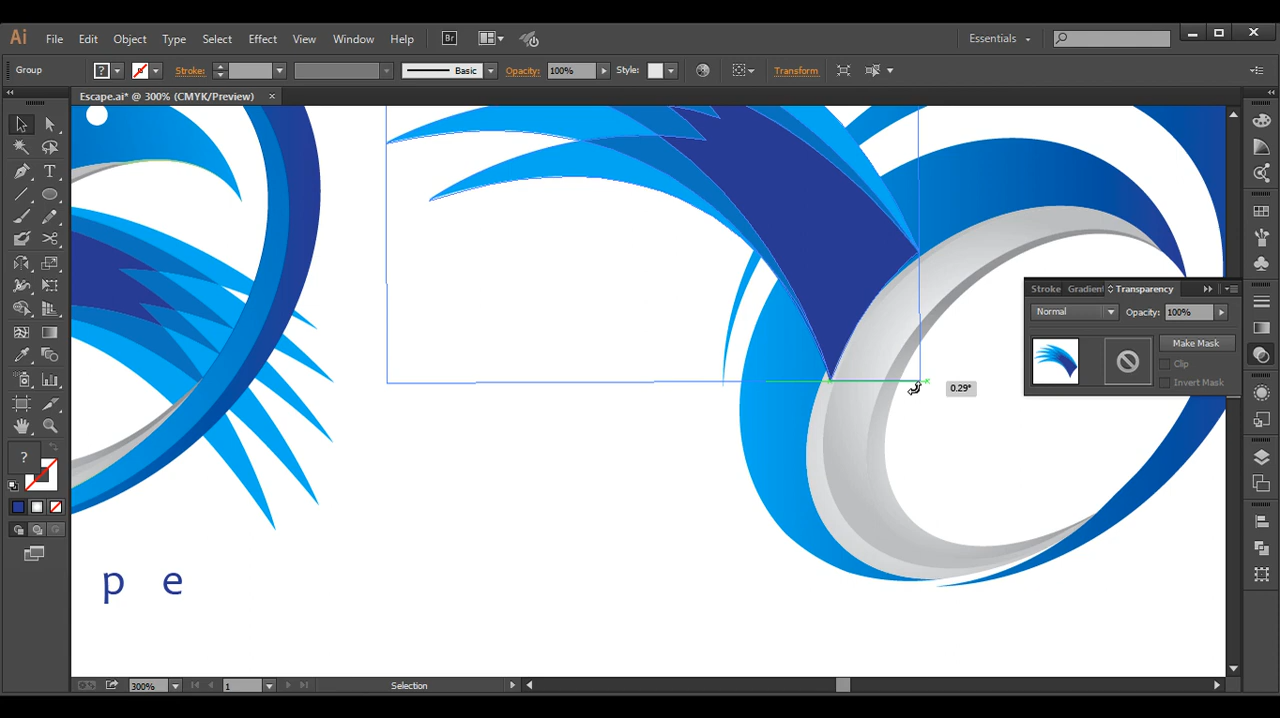 Ai File Edit Object Type Select Effect View Window Help Br Essentials
Group ? Stroke: Basic Opacity: 100% Style: Transform
Escape.ai* @ 300% (CMYK/Preview) ×
T
Stroke Gradient Transparency
Normal Opacity: 100%
Make Mask
Clip
Invert Mask
0.29°
?
p e
300% 1 Selection